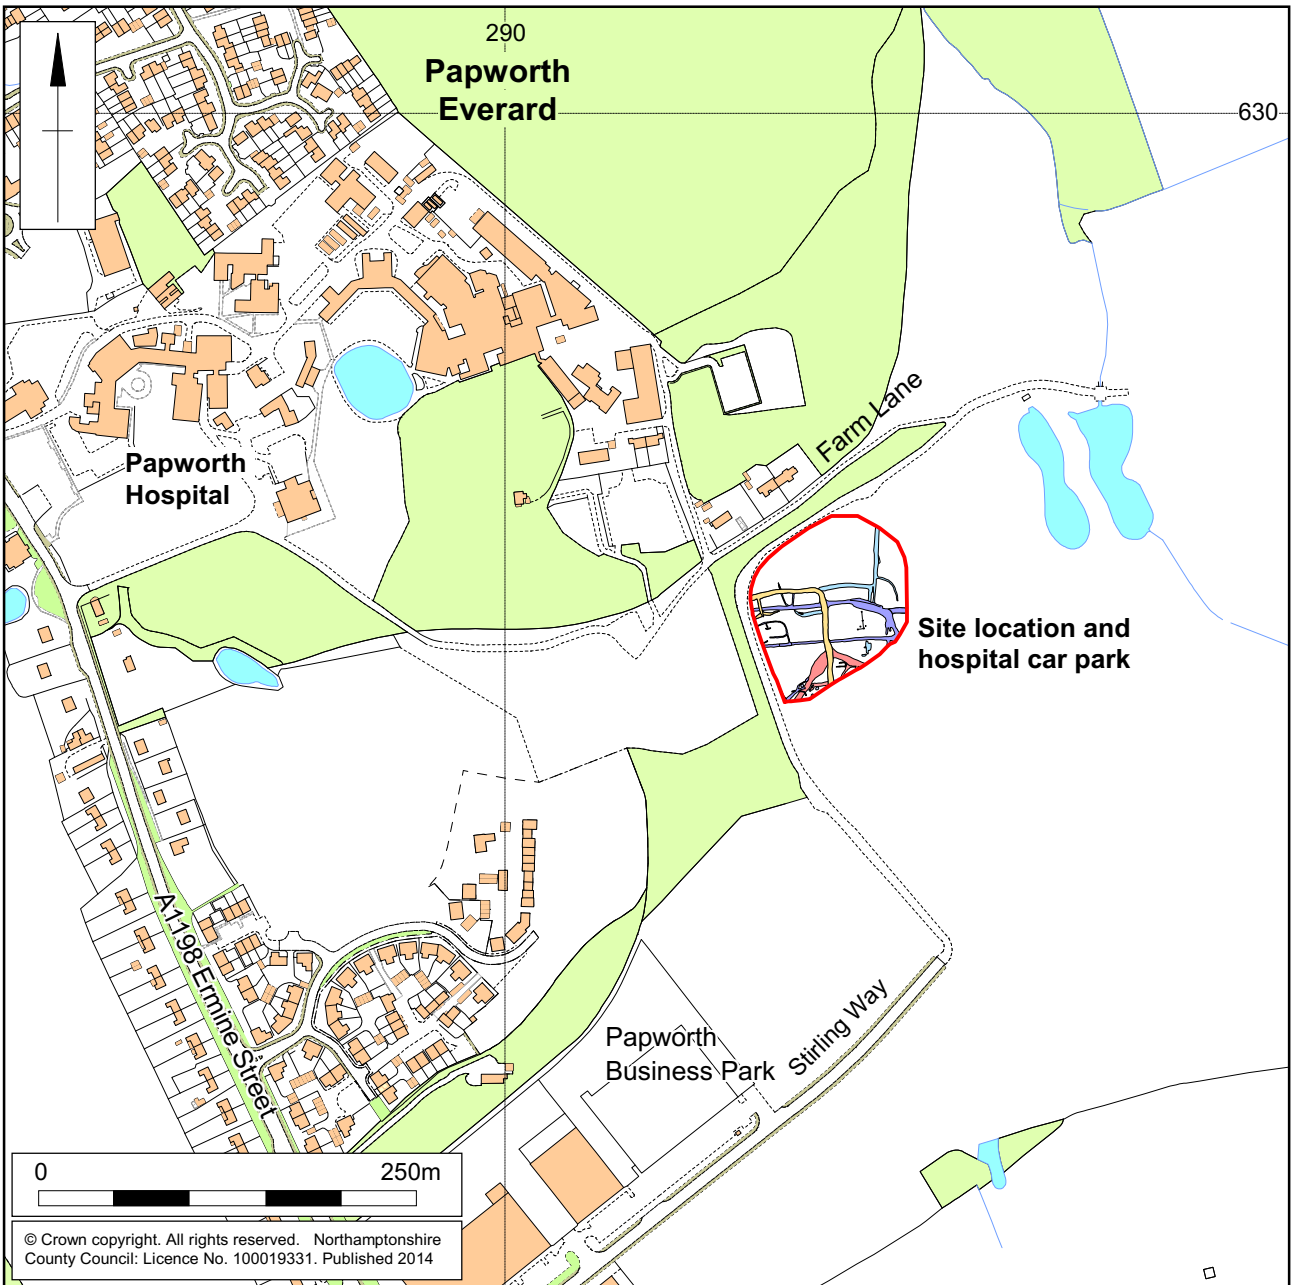 290
Papworth
Everard
630
Farm Lane
Papworth
Hospital
Site location and
hospital car park
A1198 Ermine Street
Papworth
Business Park
Stirling Way
0 250m
© Crown copyright. All rights reserved. Northamptonshire
County Council: Licence No. 100019331. Published 2014